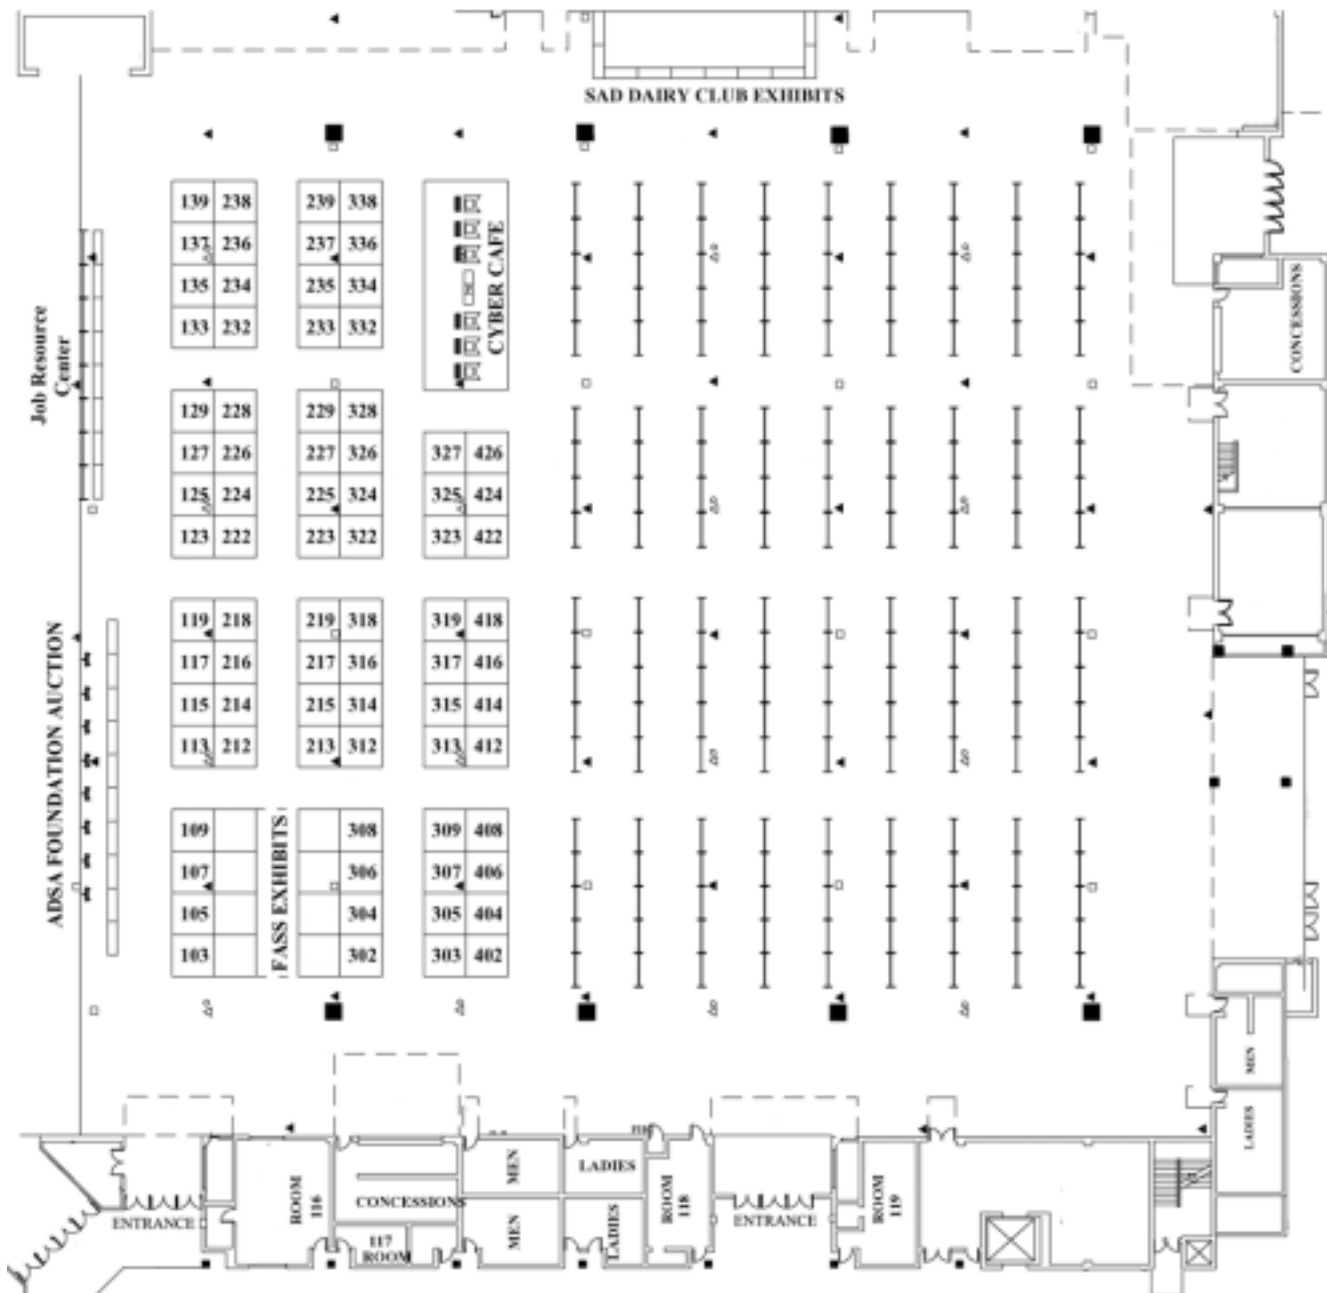 SAD DAIRY CLUB EXHIBITS
139 238 239 338
137 236 237 336
135 234 235 334
133 232 233 332
CYBER CAFE
CONCESSIONS
Job Resource
Center
129 228 229 328
127 226 227 326 327 426
125 224 225 324 325 424
123 222 223 322 323 422
119 218 219 318 319 418
117 216 217 316 317 416
115 214 215 314 315 414
113 212 213 312 313 412
ADSA FOUNDATION AUCTION
109 308 309 408
107 306 307 406
105 304 305 404
103 302 303 402
FASS EXHIBITS
MEN
LADIES
ENTRANCE
ROOM
116
CONCESSIONS
117
ROOM
MEN
MEN
LADIES
LADIES
ROOM
118
ENTRANCE
ROOM
119